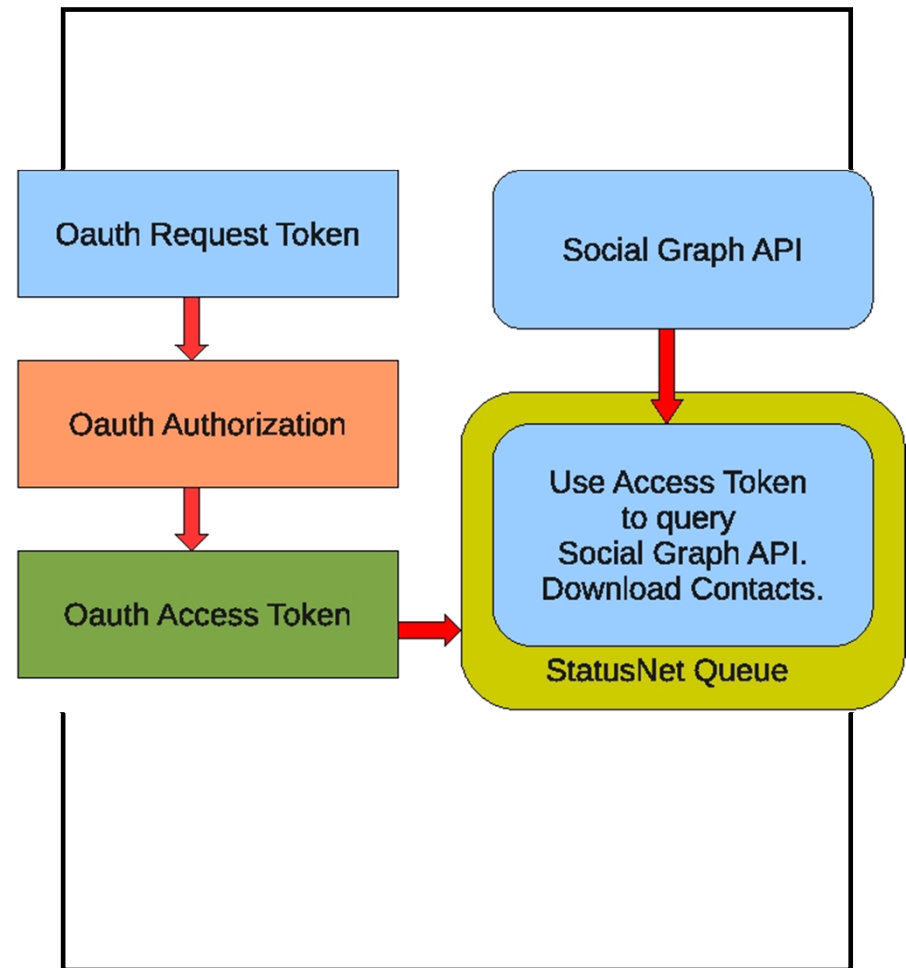 Oauth Request Token
Oauth Authorization
Oauth Access Token
Social Graph API
Use Access Token
to query
Social Graph API.
Download Contacts.
StatusNet Queue